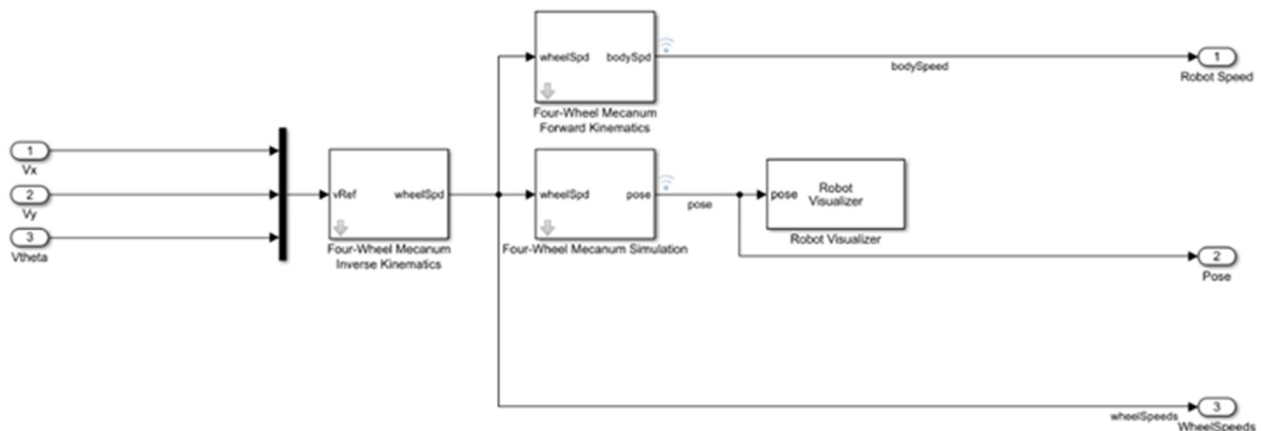 wheelSpd bodySpd
bodySpeed
1
Robot Speed
Four-Wheel Mecanum
Forward Kinematics
1
Vx
2
Vy
3
Vtheta
vRef wheelSpd
Four-Wheel Mecanum
Inverse Kinematics
wheelSpd pose
Four-Wheel Mecanum Simulation
pose
pose Robot
Visualizer
Robot Visualizer
2
Pose
wheelSpeeds
3
WheelSpeeds